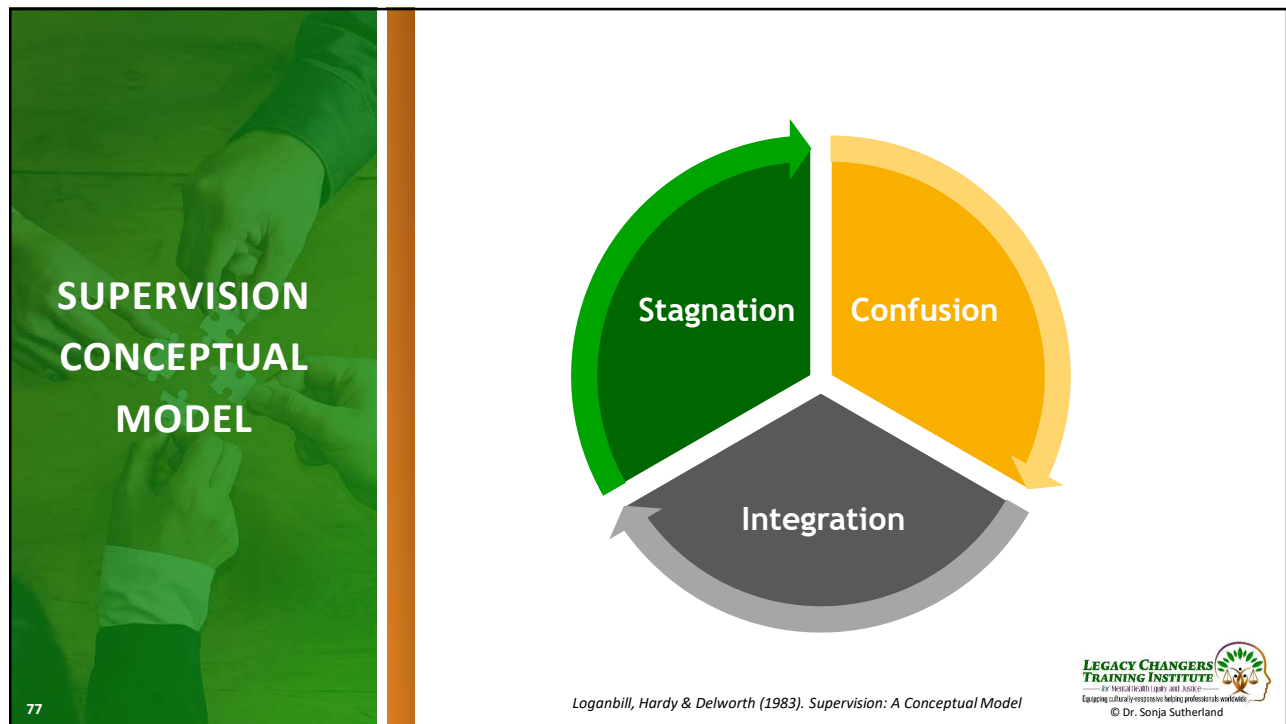 SUPERVISION
CONCEPTUAL
MODEL
Stagnation
Confusion
Integration
Loganbill, Hardy & Delworth (1983). Supervision: A Conceptual Model
LEGACY CHANGERS
TRAINING INSTITUTE
for Mental Health Equity and Justice
Equipping culturally-responsive helping professionals worldwide
© Dr. Sonja Sutherland
77